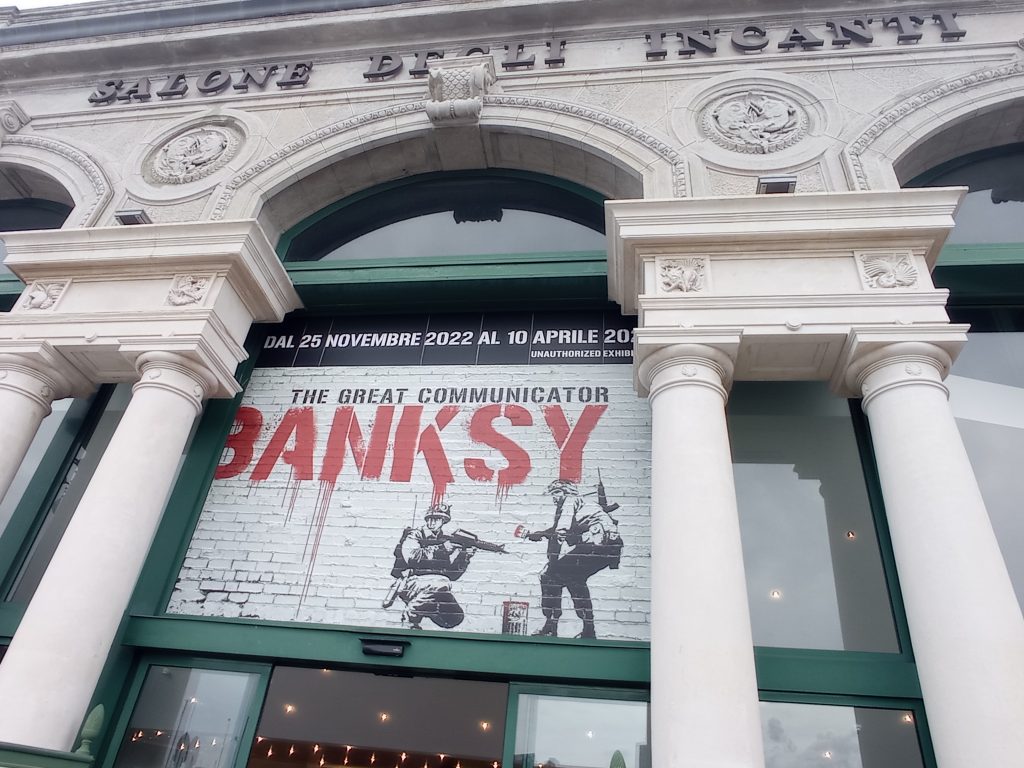 SALONE DEGLI INCANTI
DAL 25 NOVEMBRE 2022 AL 10 APRILE
UNAUTHORIZED
THE GREAT COMMUNICATOR
BANKSY